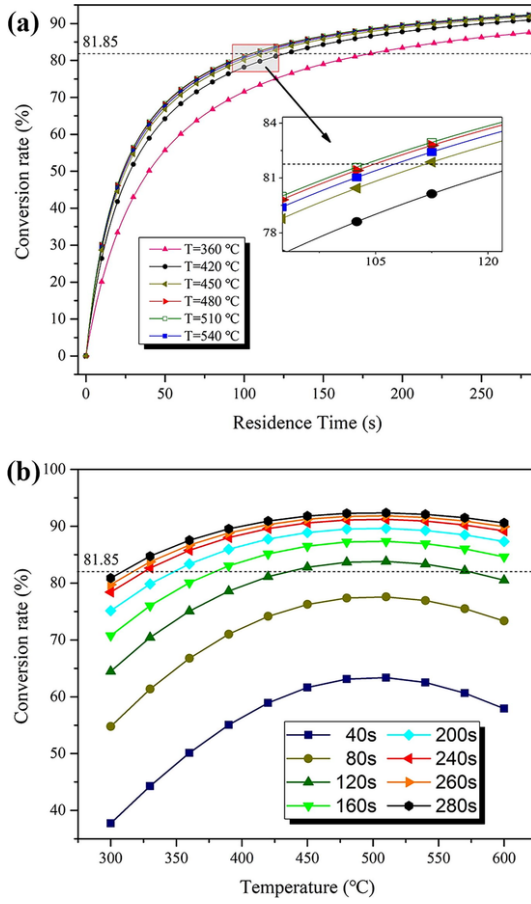 (a)
100
90
81.85
80
70
60
50
40
30
20
10
0
Conversion rate (%)
84
81
78
105
120
T=360 ℃
T=420 ℃
T=450 ℃
T=480 ℃
T=510 ℃
T=540 ℃
0 50 100 150 200 250
Residence Time (s)
(b)
100
90
81.85
80
70
60
50
40
Conversion rate (%)
40s 200s
80s 240s
120s 260s
160s 280s
300 350 400 450 500 550 600
Temperature (℃)